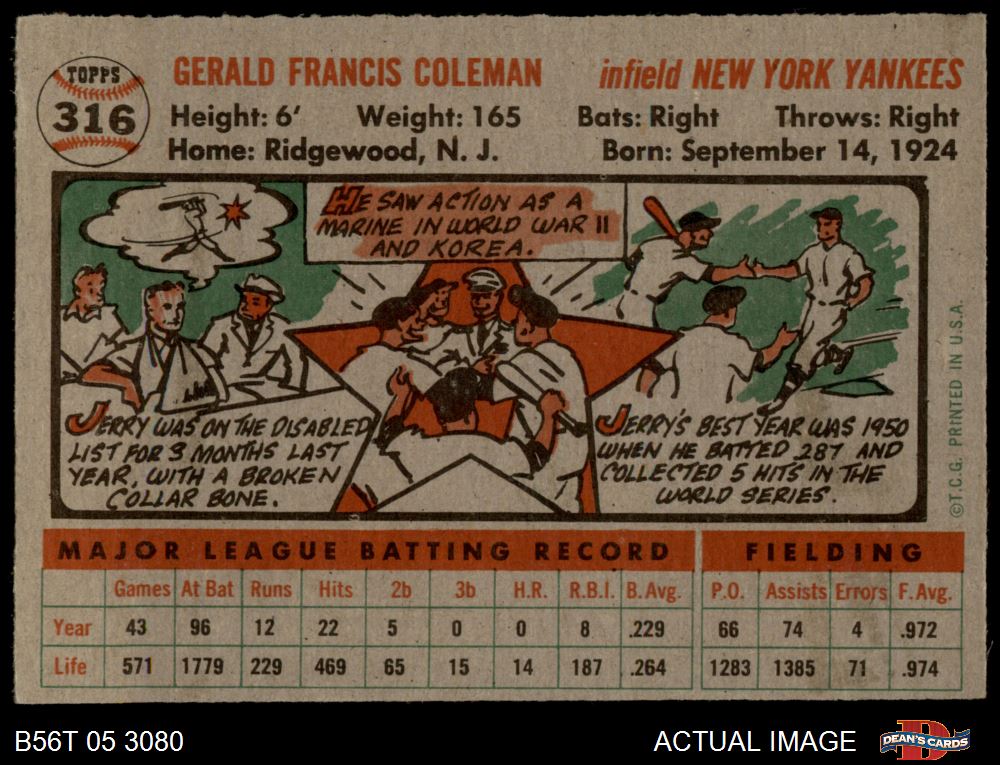 TOPPS
316
GERALD FRANCIS COLEMAN infield NEW YORK YANKEES
Height: 6' Weight: 165 Bats: Right Throws: Right
Home: Ridgewood, N. J. Born: September 14, 1924
HE SAW ACTION AS A
MARINE IN WORLD WAR II
AND KOREA.
JERRY WAS ON THE DISABLED
LIST FOR 3 MONTHS LAST
YEAR, WITH A BROKEN
COLLAR BONE.
JERRY'S BEST YEAR WAS 1950
WHEN HE BATTED .287 AND
COLLECTED 5 HITS IN THE
WORLD SERIES.
©T.C.G. PRINTED IN U.S.A.
MAJOR LEAGUE BATTING RECORD FIELDING
Games At Bat Runs Hits 2b 3b H.R. R.B.I. B. Avg. P.O. Assists Errors F. Avg.
Year 43 96 12 22 5 0 0 8 .229 66 74 4 .972
Life 571 1779 229 469 65 15 14 187 .264 1283 1385 71 .974
B56T 05 3080 ACTUAL IMAGE DEAN'S CARDS